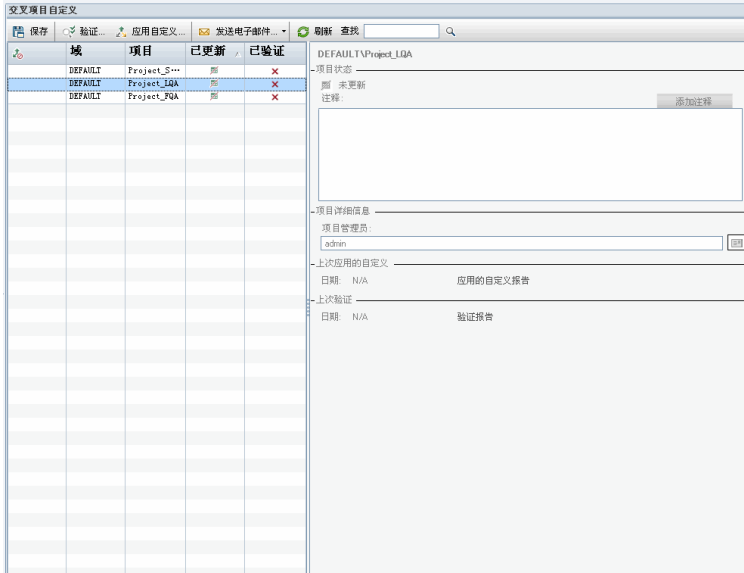 交叉项目自定义
保存 验证... 应用自定义... 发送电子邮件... 刷新 查找
域 项目 已更新 已验证
DEFAULT Project_S...
DEFAULT Project_LQA
DEFAULT Project_FQA
DEFAULT\Project_LQA
项目状态
未更新
注释:
添加注释
项目详细信息
项目管理员:
admin
上次应用的自定义
日期: N/A 应用的自定义报告
上次验证
日期: N/A 验证报告